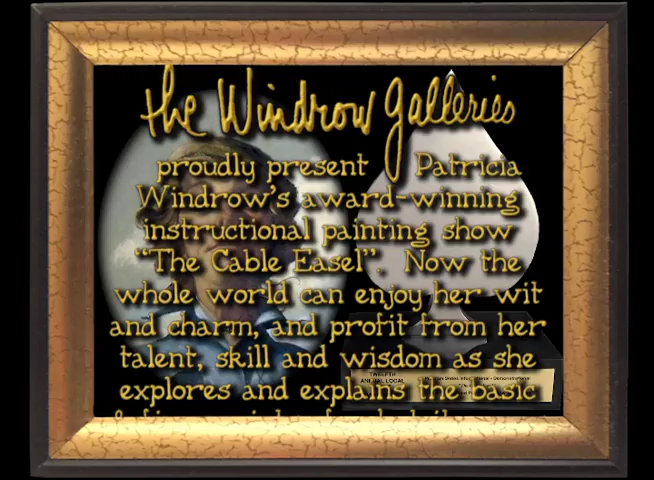 the Windrow Galleries
proudly present Patricia
Windrow's award-winning
instructional painting show
"The Cable Easel". Now the
whole world can enjoy her wit
and charm, and profit from her
talent, skill and wisdom as she
explores and explains the basic
TWELFTH
ANNUAL LOCAL